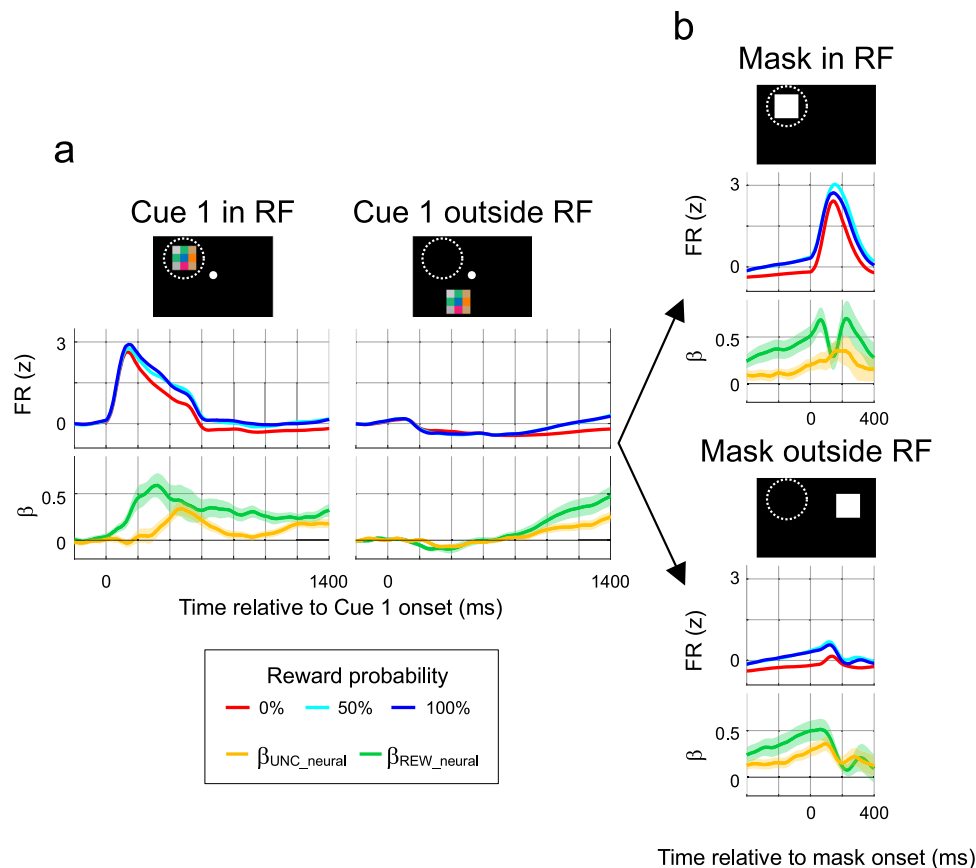 a
Cue 1 in RF
Cue 1 outside RF
FR (z)
3
0
β
0.5
0
0
1400
0
1400
Time relative to Cue 1 onset (ms)
Reward probability
0%
50%
100%
βUNC_neural
βREW_neural
b
Mask in RF
FR (z)
3
0
β
0.5
0
0
400
Mask outside RF
FR (z)
3
0
β
0.5
0
0
400
Time relative to mask onset (ms)